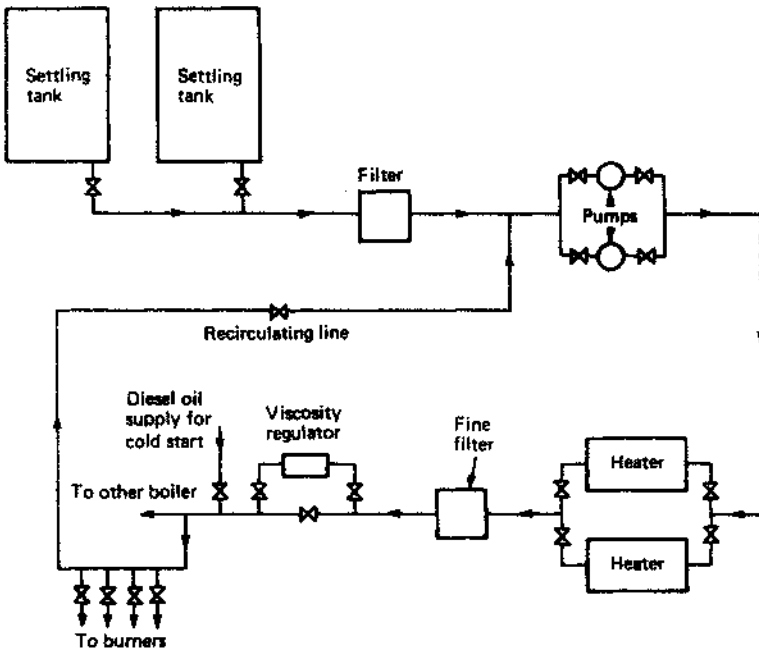 Settling
tank
Settling
tank
Filter
Pumps
Recirculating line
Diesel oil
supply for
cold start
Viscosity
regulator
Fine
filter
Heater
To other boiler
Heater
To burners